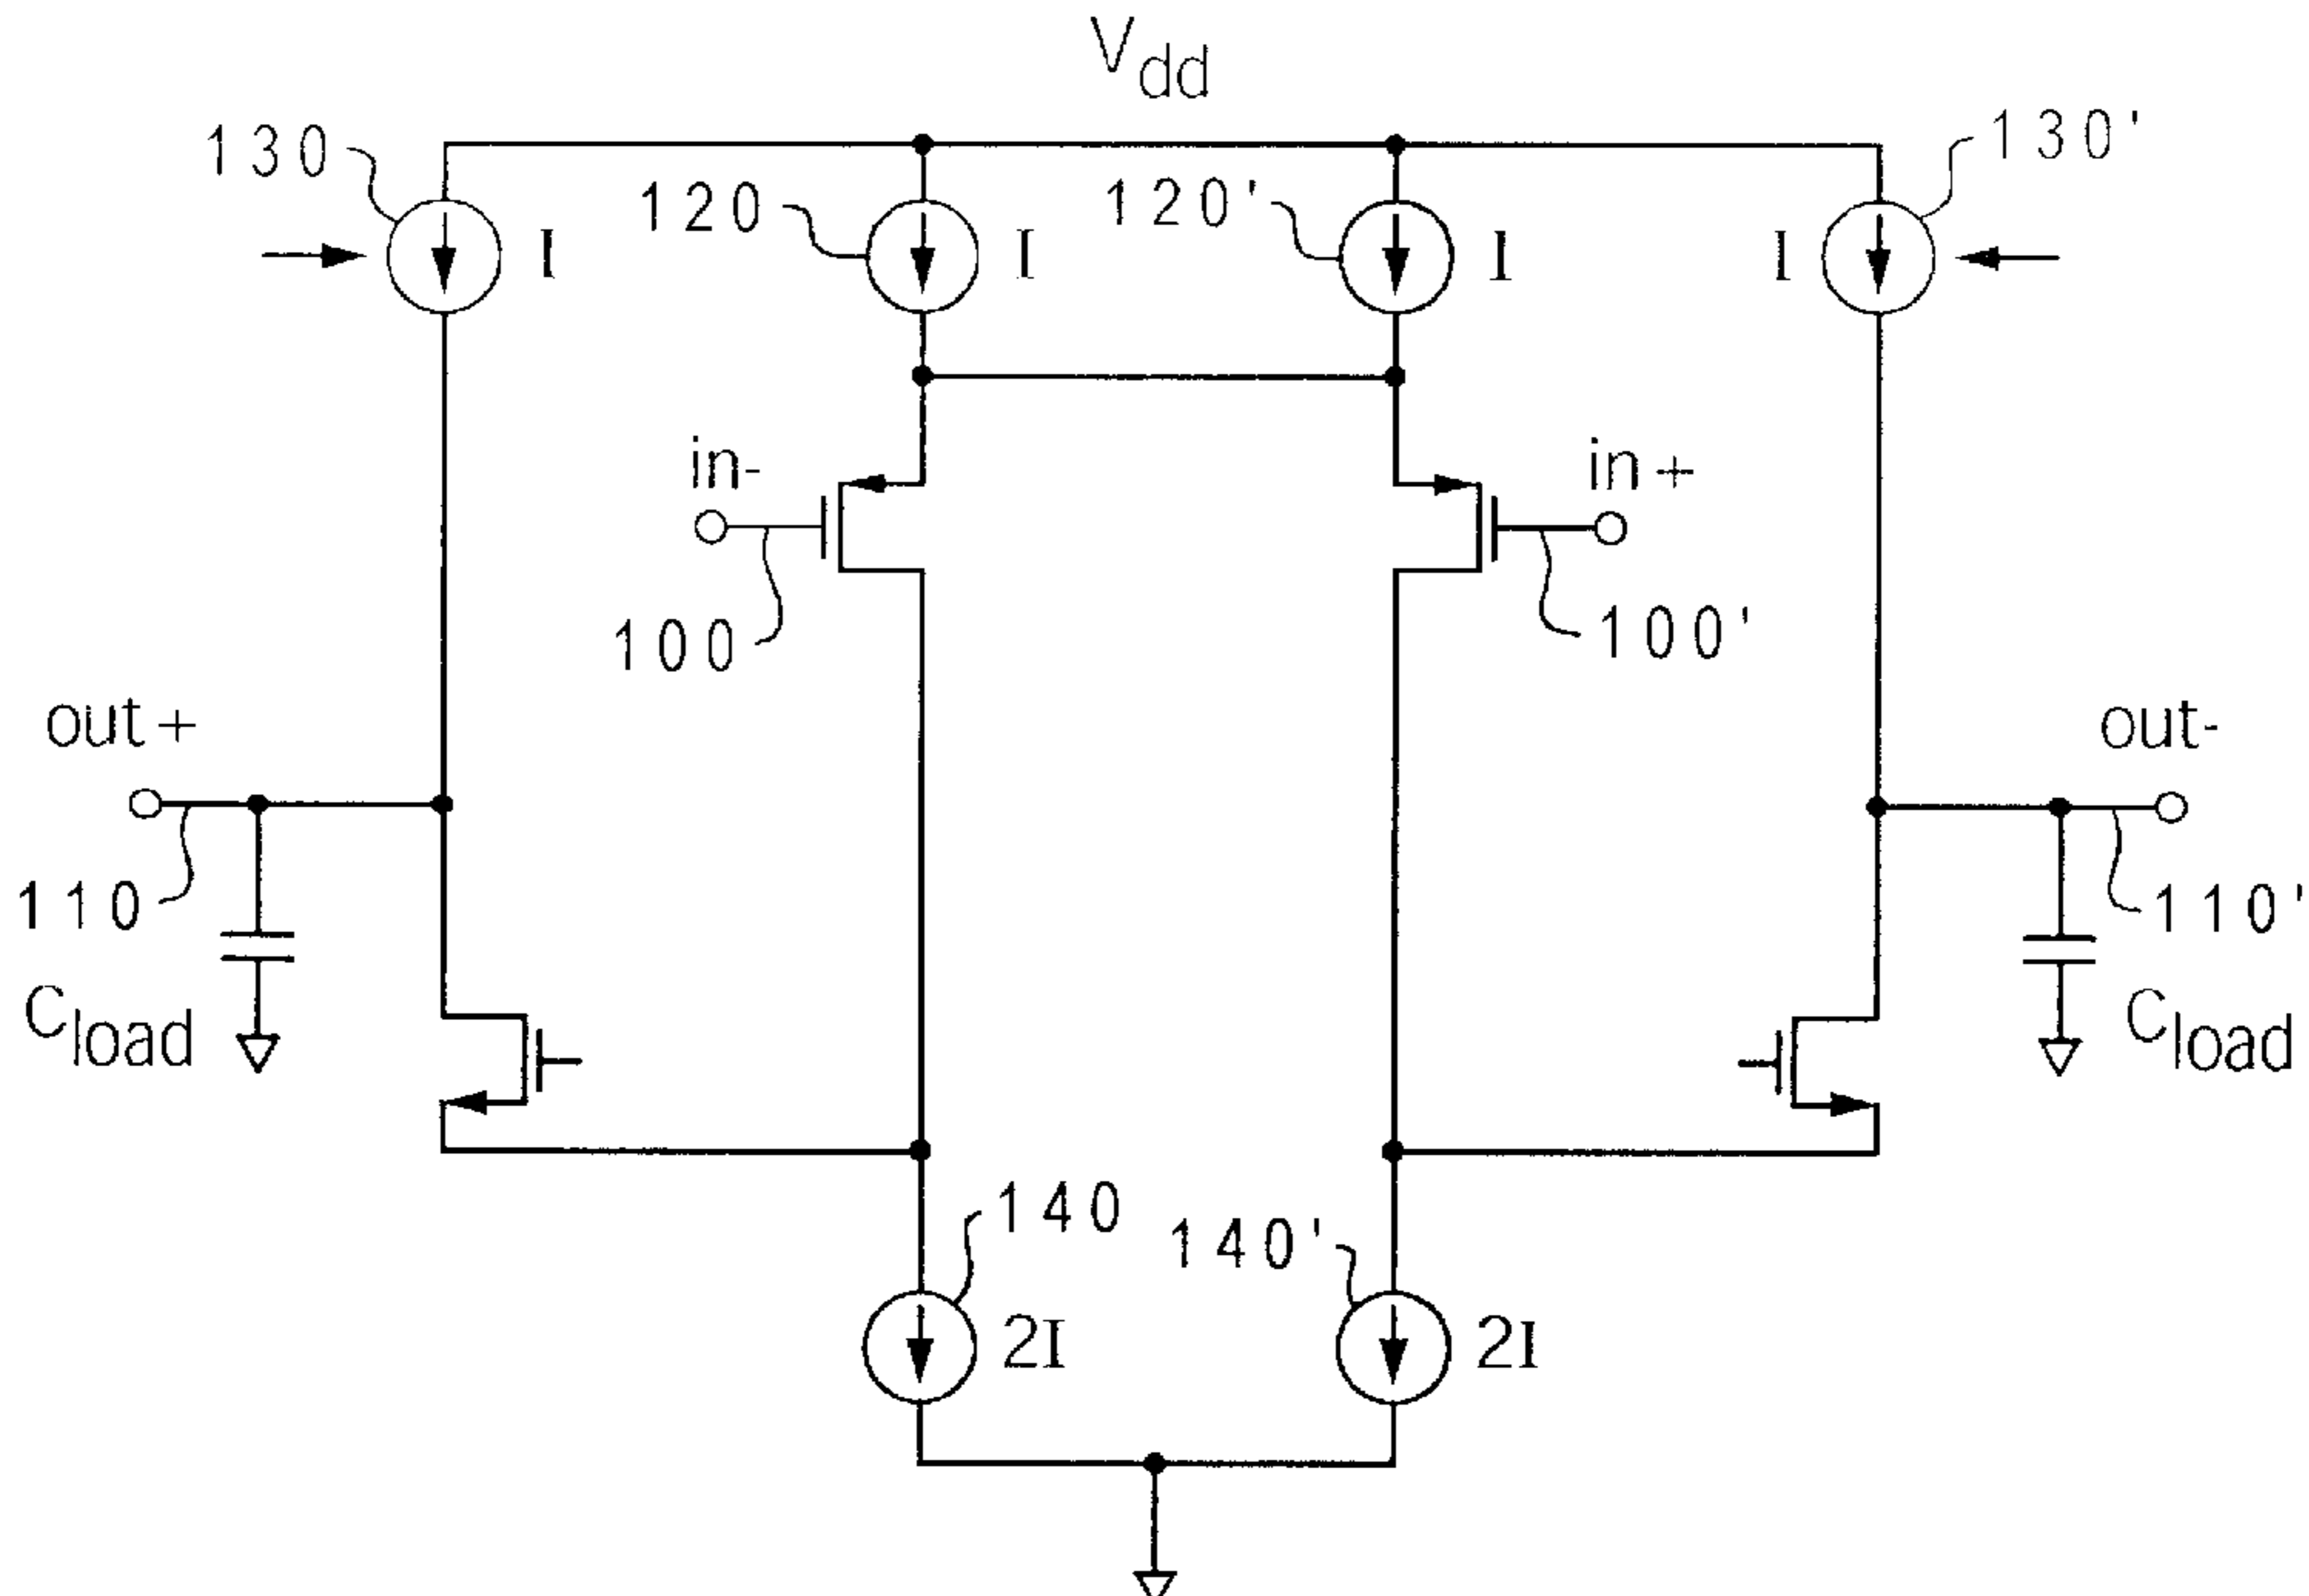 Vdd
130
120
120'
130'
I
I
I
I
in-
in+
100
100'
out+
out-
110
110'
Cload
Cload
140
140'
2I
2I